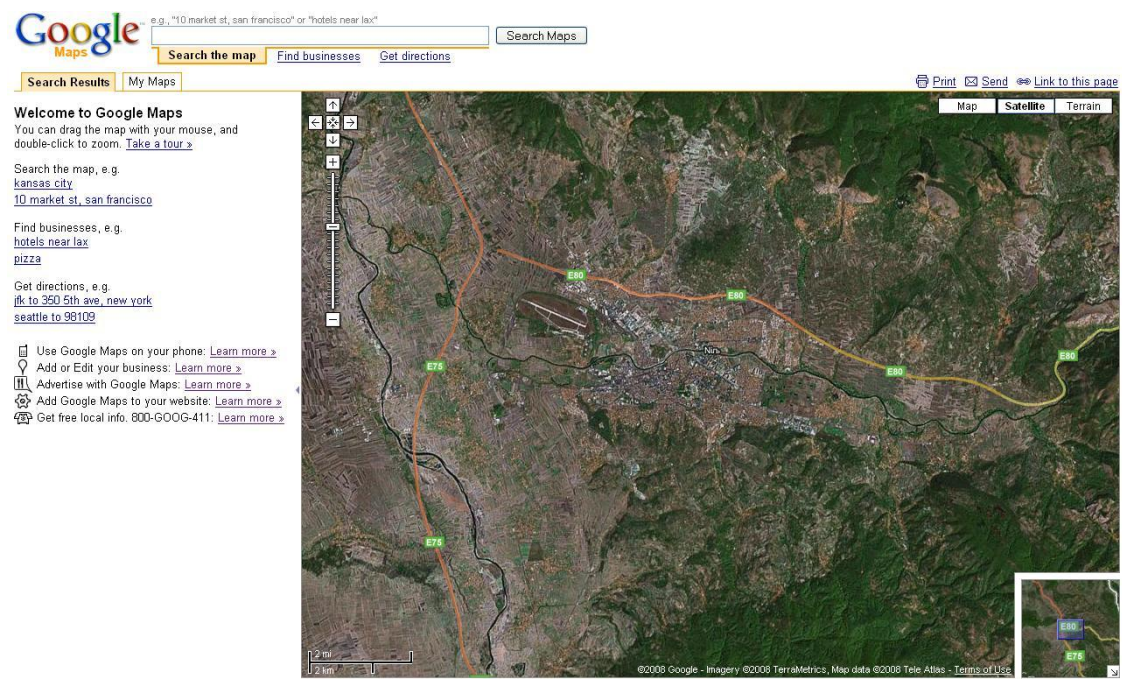 Google
Maps
e.g., "10 market st, san francisco" or "hotels near lax"
Search Maps
Search the map Find businesses Get directions
Search Results My Maps
Print Send Link to this page
Welcome to Google Maps
You can drag the map with your mouse, and
double-click to zoom. Take a tour »
Search the map, e.g.
kansas city
10 market st, san francisco
Find businesses, e.g.
hotels near lax
pizza
Get directions, e.g.
jfk to 350 5th ave, new york
seattle to 98109
Use Google Maps on your phone: Learn more »
Add or Edit your business: Learn more »
Advertise with Google Maps: Learn more »
Add Google Maps to your website: Learn more »
Get free local info. 800-GOOG-411: Learn more »
Map Satellite Terrain
E80
E80
Nis
E80
E80
E75
E75
E80
E75
2 mi
2 km
©2008 Google - Imagery ©2008 TerraMetrics, Map data ©2008 Tele Atlas - Terms of Use